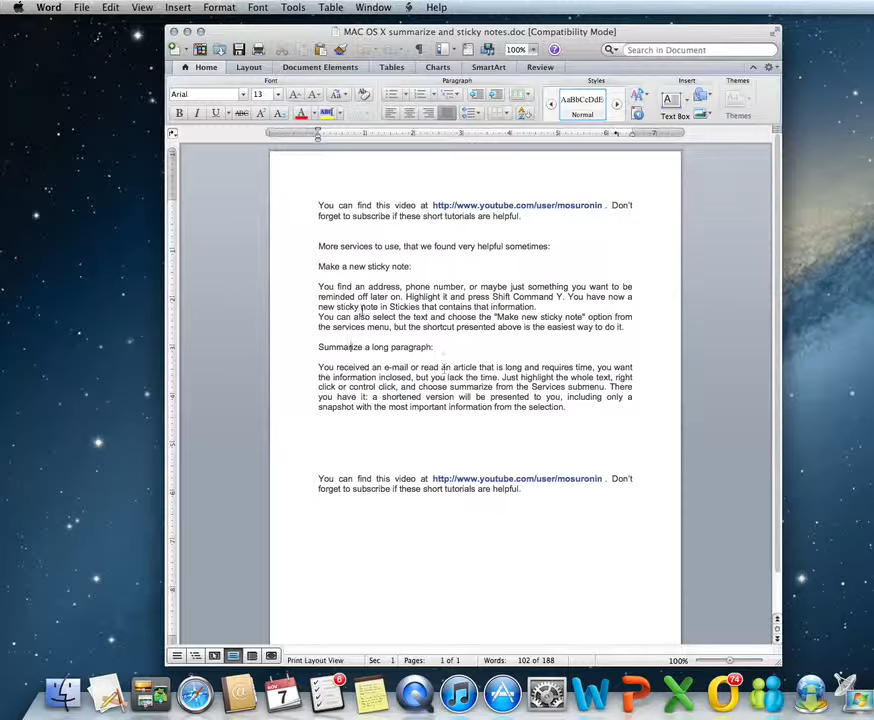 Word File Edit View Insert Format Font Tools Table Window Help
MAC OS X summarize and sticky notes.doc [Compatibility Mode]
100% Search in Document
Home Layout Document Elements Tables Charts SmartArt Review
Font Paragraph Styles Insert Themes
Arial 13 AaBbCcDdE
Normal Text Box Themes
You can find this video at http://www.youtube.com/user/mosuronin . Don't
forget to subscribe if these short tutorials are helpful.
More services to use, that we found very helpful sometimes:
Make a new sticky note:
You find an address, phone number, or maybe just something you want to be
reminded off later on. Highlight it and press Shift Command Y. You have now a
new sticky note in Stickies that contains that information.
You can also select the text and choose the "Make new sticky note" option from
the services menu, but the shortcut presented above is the easiest way to do it.
Summarize a long paragraph:
You received an e-mail or read an article that is long and requires time, you want
the information inclosed, but you lack the time. Just highlight the whole text, right
click or control click, and choose summarize from the Services submenu. There
you have it: a shortened version will be presented to you, including only a
snapshot with the most important information from the selection.
You can find this video at http://www.youtube.com/user/mosuronin . Don't
forget to subscribe if these short tutorials are helpful.
Print Layout View Sec 1 Pages: 1 of 1 Words: 102 of 188 100%
NOV
7 6 74